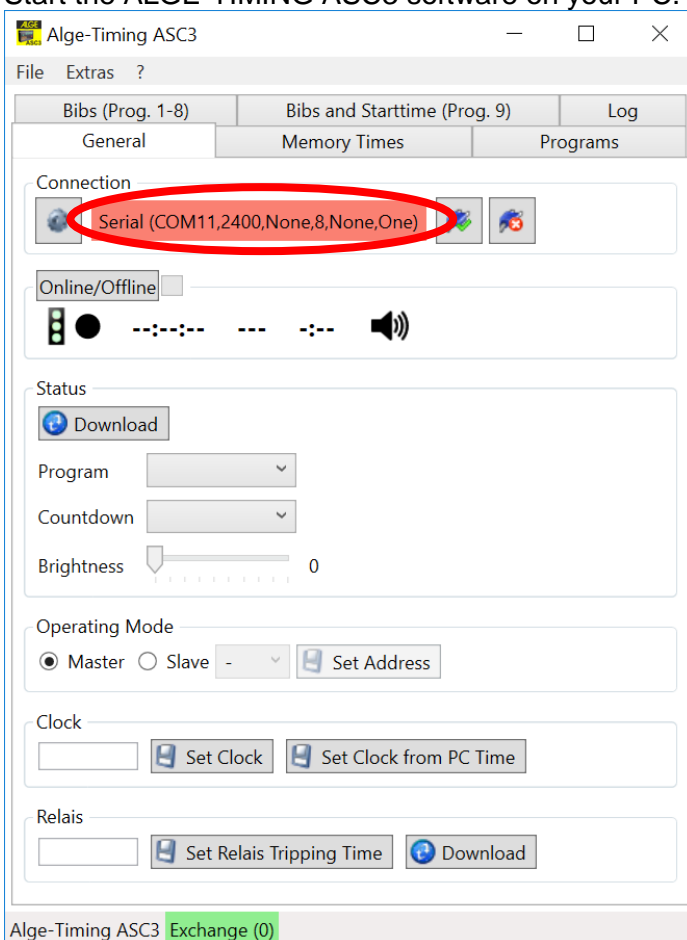 Start the ALGE-TIMING ASC3 software on your PC.
ALGE
ASC3
Alge-Timing ASC3
File Extras ?
Bibs (Prog. 1-8) Bibs and Starttime (Prog. 9) Log
General Memory Times Programs
Connection
Serial (COM11,2400,None,8,None,One)
Online/Offline
--:--:-- --- -:--
Status
Download
Program
Countdown
Brightness 0
Operating Mode
Master Slave - Set Address
Clock
Set Clock Set Clock from PC Time
Relais
Set Relais Tripping Time Download
Alge-Timing ASC3 Exchange (0)